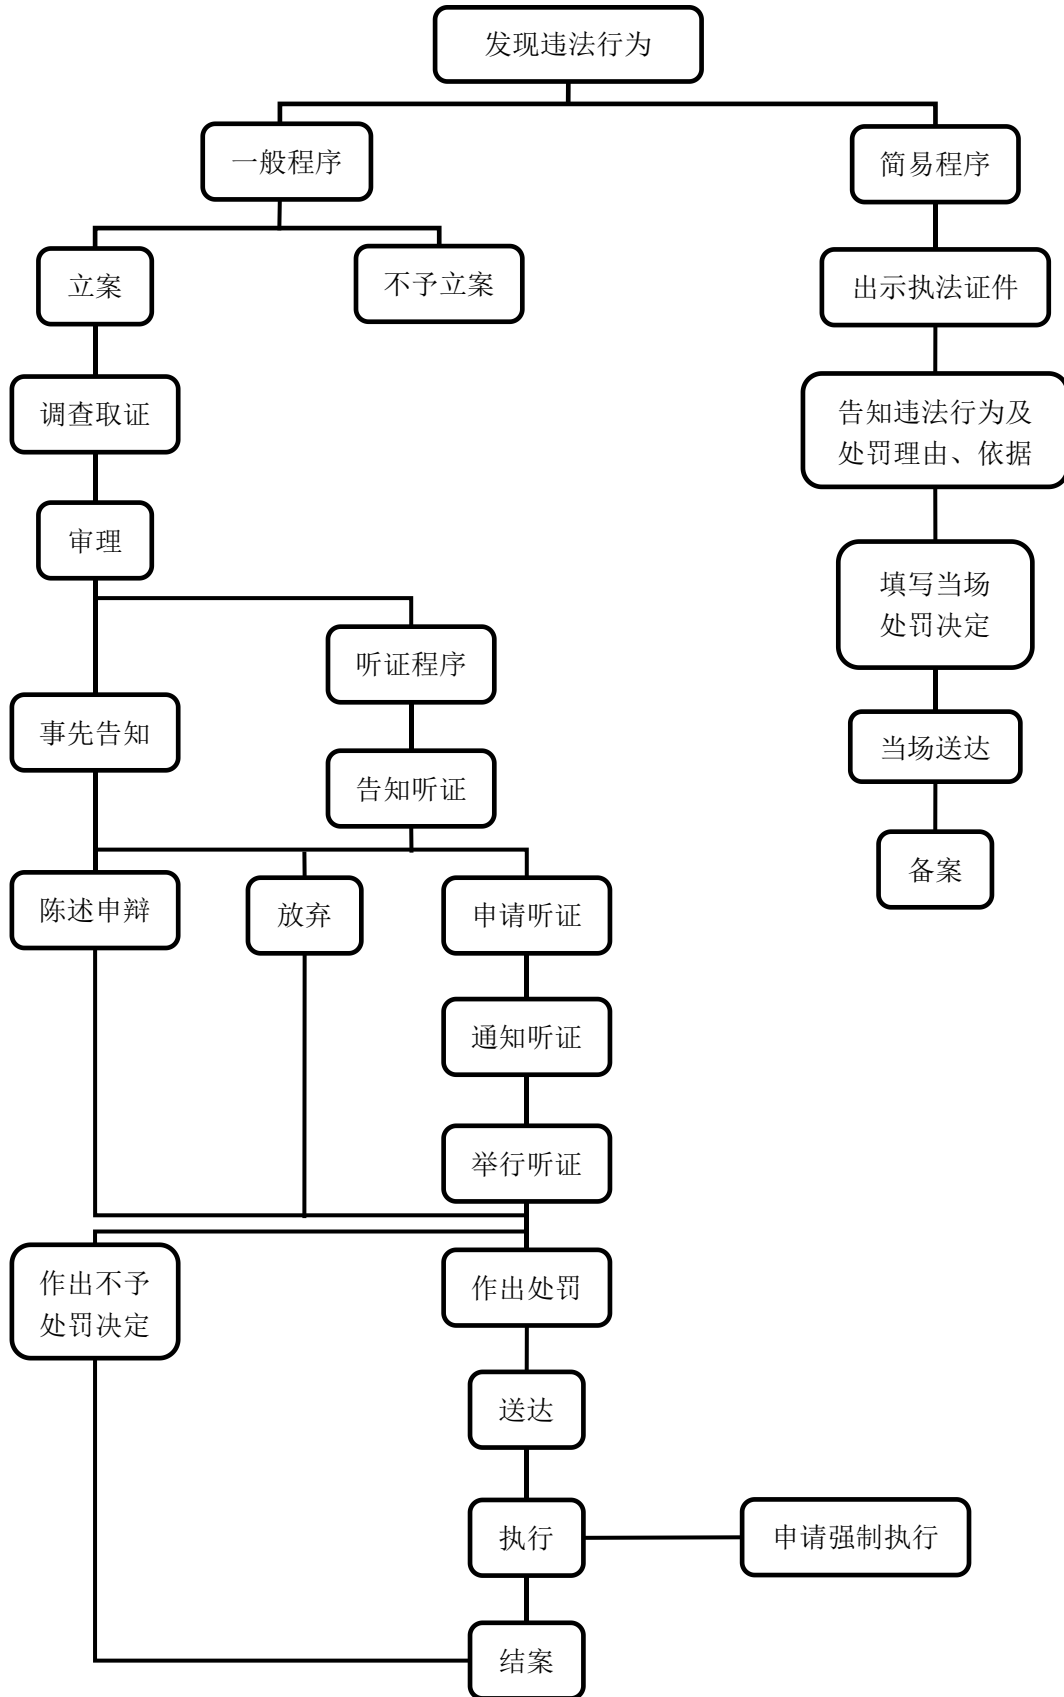 发现违法行为
一般程序
简易程序
立案
不予立案
出示执法证件
调查取证
告知违法行为及
处罚理由、依据
审理
填写当场
处罚决定
听证程序
事先告知
当场送达
告知听证
备案
陈述申辩
放弃
申请听证
通知听证
举行听证
作出不予
处罚决定
作出处罚
送达
执行
申请强制执行
结案